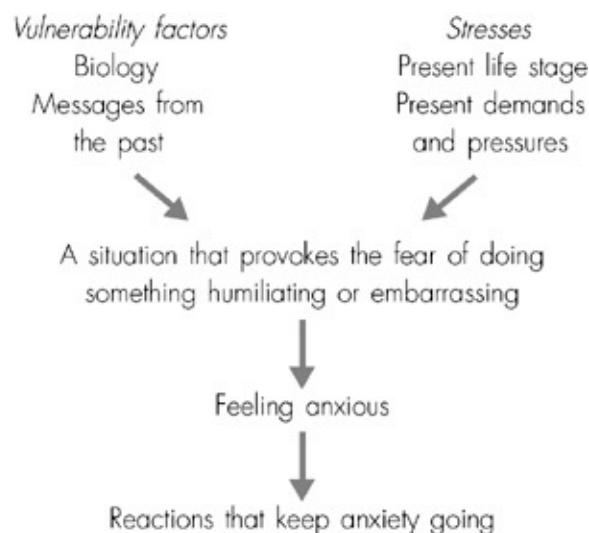 Vulnerability factors
Biology
Messages from
the past
Stresses
Present life stage
Present demands
and pressures
A situation that provokes the fear of doing
something humiliating or embarrassing
Feeling anxious
Reactions that keep anxiety going